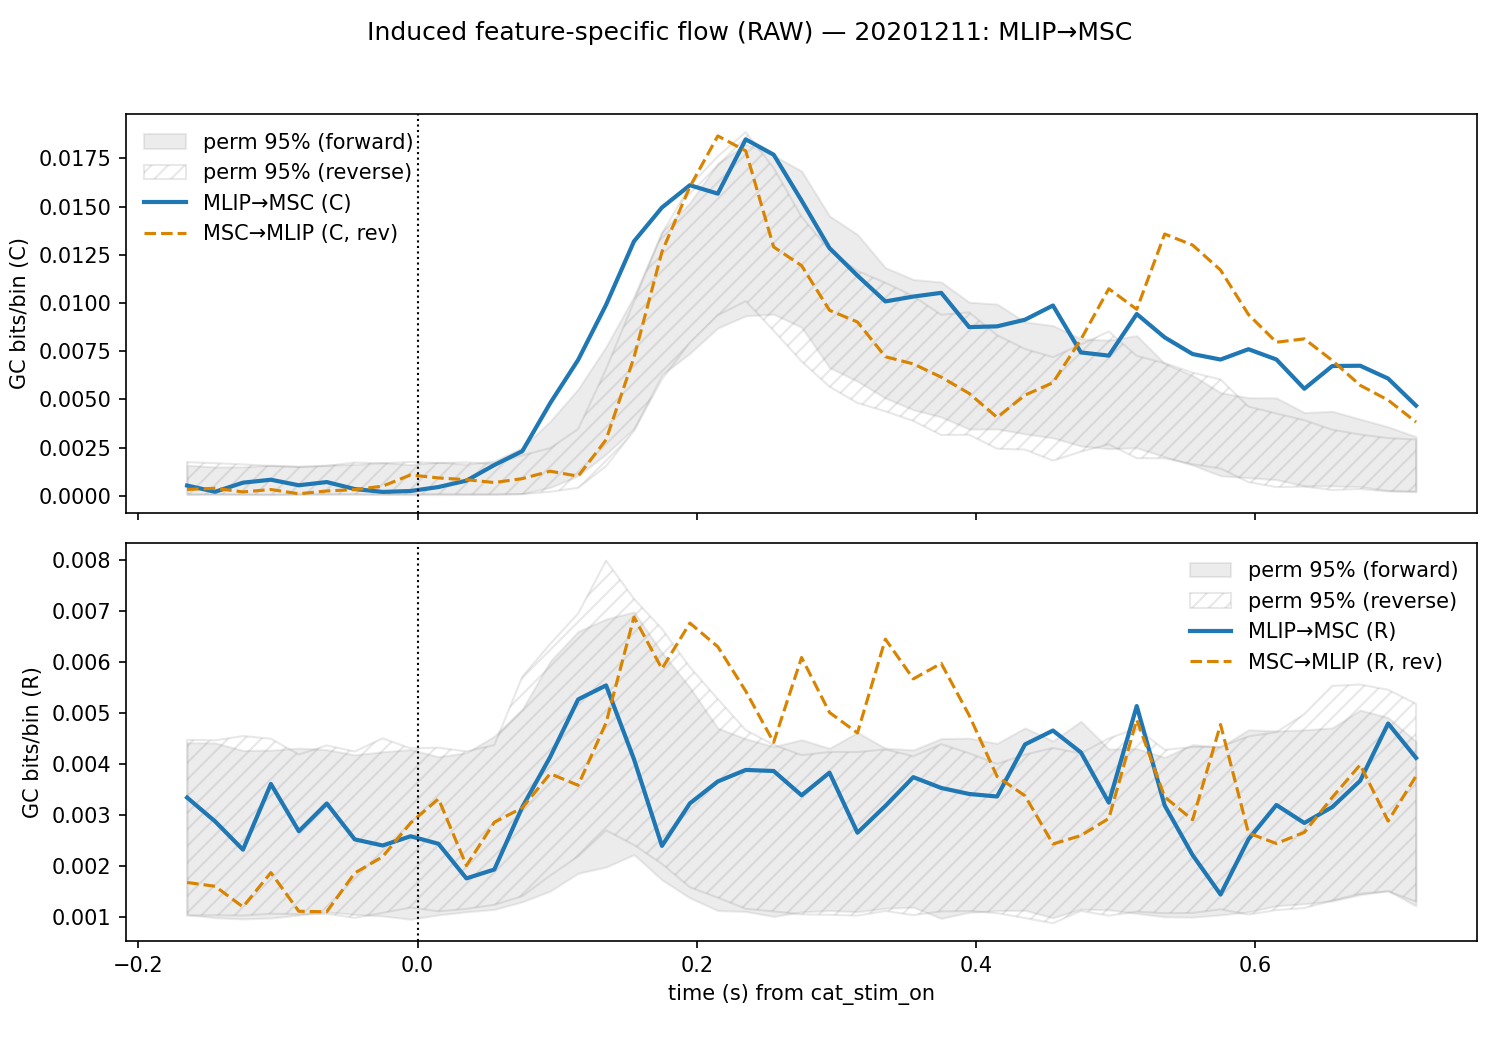 Induced feature-specific flow (RAW) — 20201211: MLIP→MSC
perm 95% (forward)
perm 95% (reverse)
MLIP→MSC (C)
MSC→MLIP (C, rev)
GC bits/bin (C)
0.0175
0.0150
0.0125
0.0100
0.0075
0.0050
0.0025
0.0000
perm 95% (forward)
perm 95% (reverse)
MLIP→MSC (R)
MSC→MLIP (R, rev)
GC bits/bin (R)
0.008
0.007
0.006
0.005
0.004
0.003
0.002
0.001
−0.2 0.0 0.2 0.4 0.6
time (s) from cat_stim_on